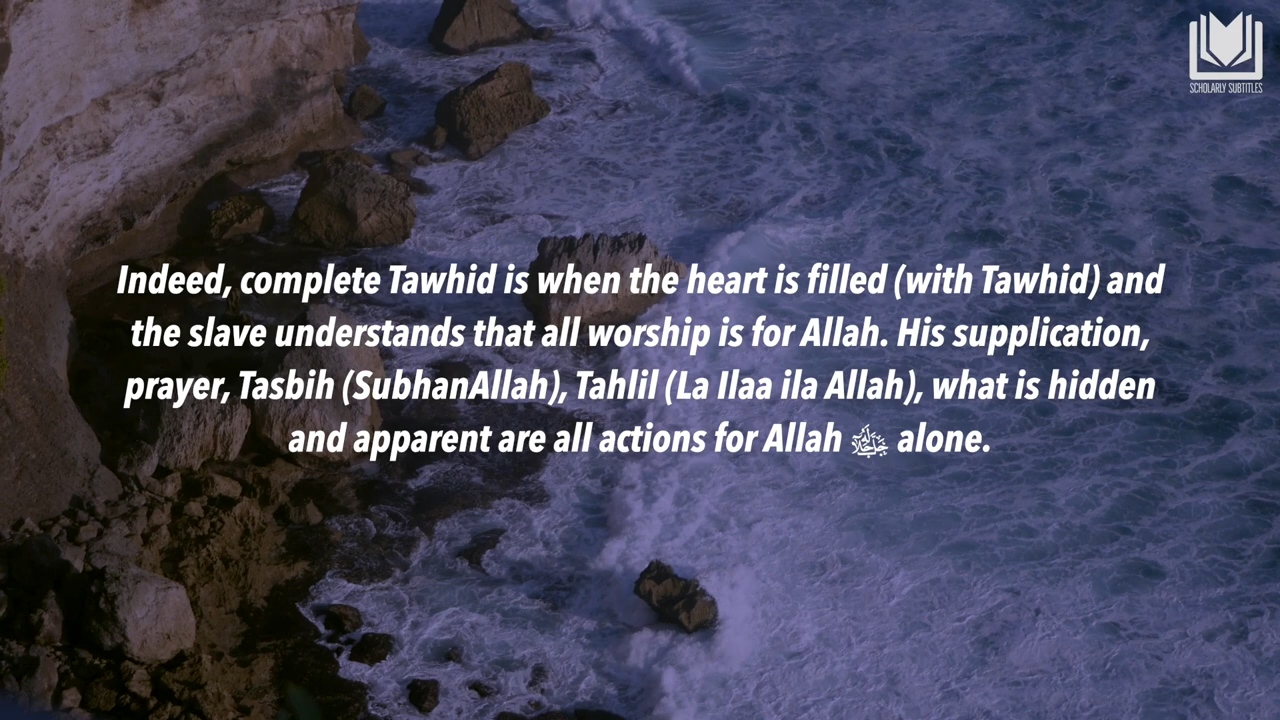 SCHOLARLY SUBTITLES
Indeed, complete Tawhid is when the heart is filled (with Tawhid) and
the slave understands that all worship is for Allah. His supplication,
prayer, Tasbih (SubhanAllah), Tahlil (La Ilaa ila Allah), what is hidden
and apparent are all actions for Allah ﷻ alone.